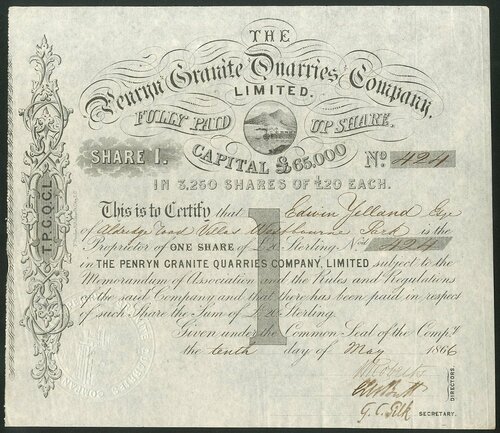 THE
Penryn Granite Quarries Company,
LIMITED.
FULLY PAID UP SHARE.
SHARE 1.
CAPITAL £65,000
No. 424
IN 3,250 SHARES OF £20 EACH.
T.P.G.Q.C.L.
This is to Certify that Edwin Yelland Esqe
of Villas Westbourne Park is the
Proprietor of ONE SHARE of £20 Sterling No. 424
in THE PENRYN GRANITE QUARRIES COMPANY, LIMITED subject to the
Memorandum of Association and the Rules and Regulations
of the said Company and that there has been paid in respect
of such Share the Sum of £20 Sterling.
Given under the Common Seal of the Compy.
the tenth day of May 1866
DIRECTORS.
G. C. Silk SECRETARY.